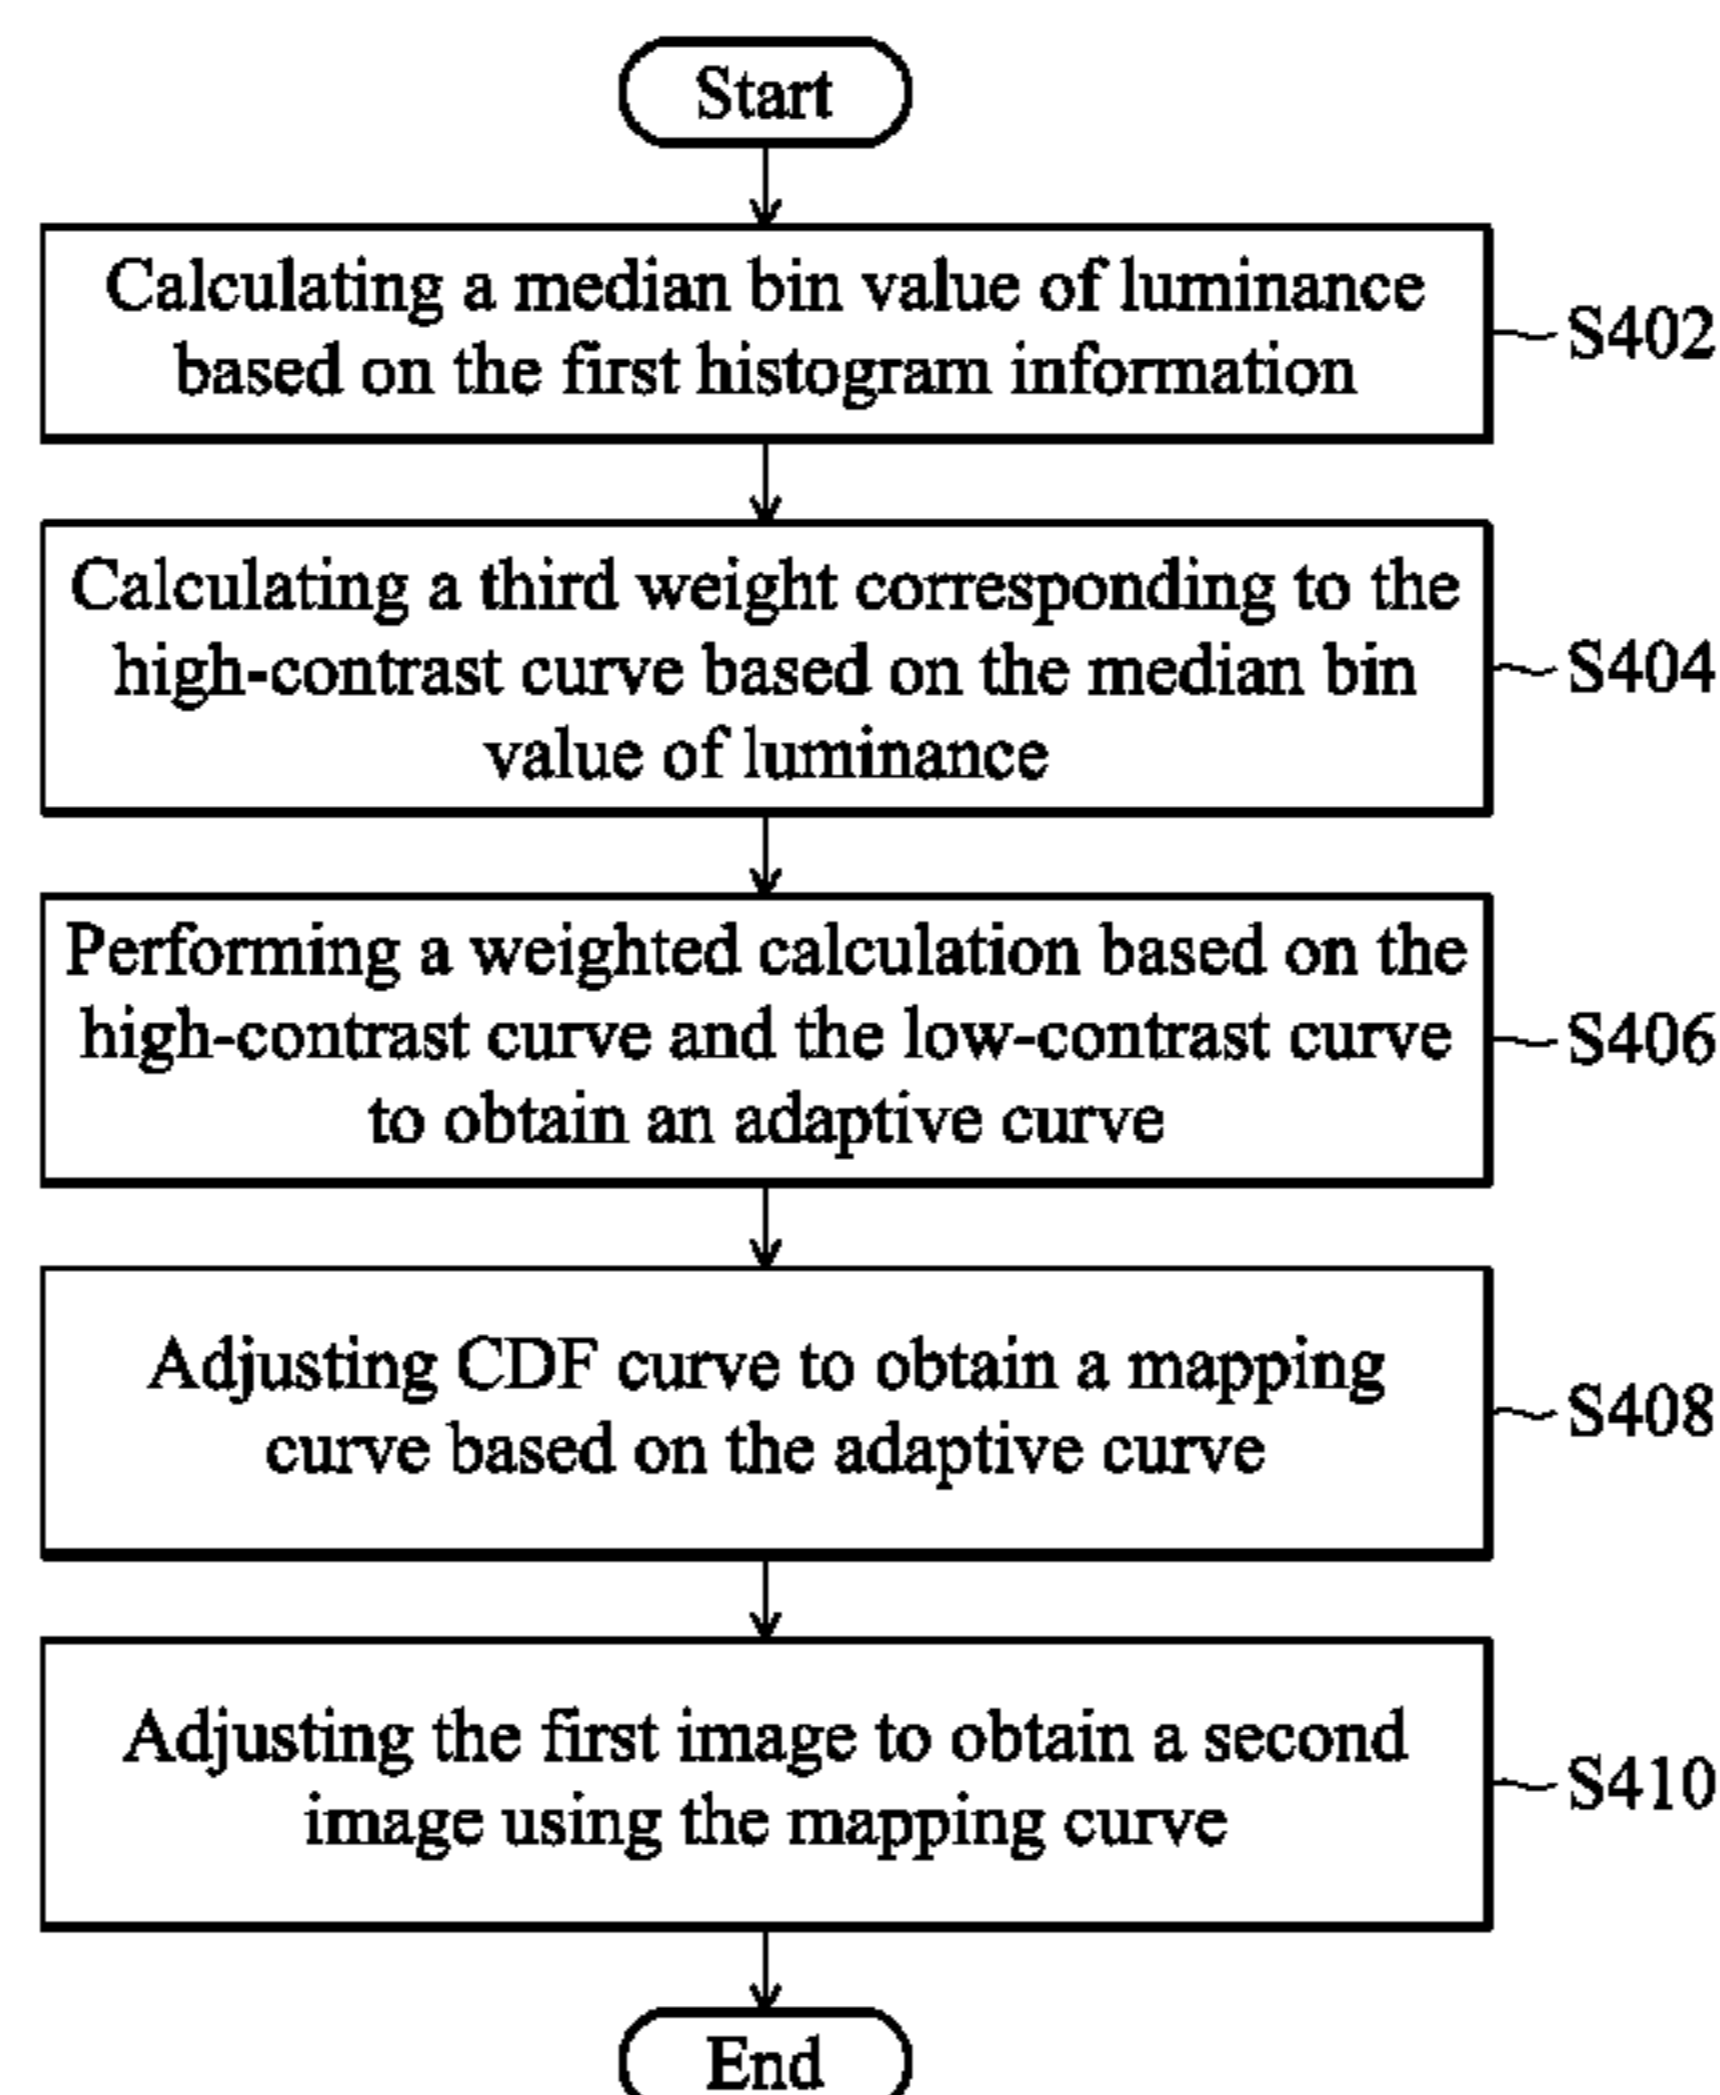 Start
Calculating a median bin value of luminance
based on the first histogram information
S402
Calculating a third weight corresponding to the
high-contrast curve based on the median bin
value of luminance
S404
Performing a weighted calculation based on the
high-contrast curve and the low-contrast curve
to obtain an adaptive curve
S406
Adjusting CDF curve to obtain a mapping
curve based on the adaptive curve
S408
Adjusting the first image to obtain a second
image using the mapping curve
S410
End